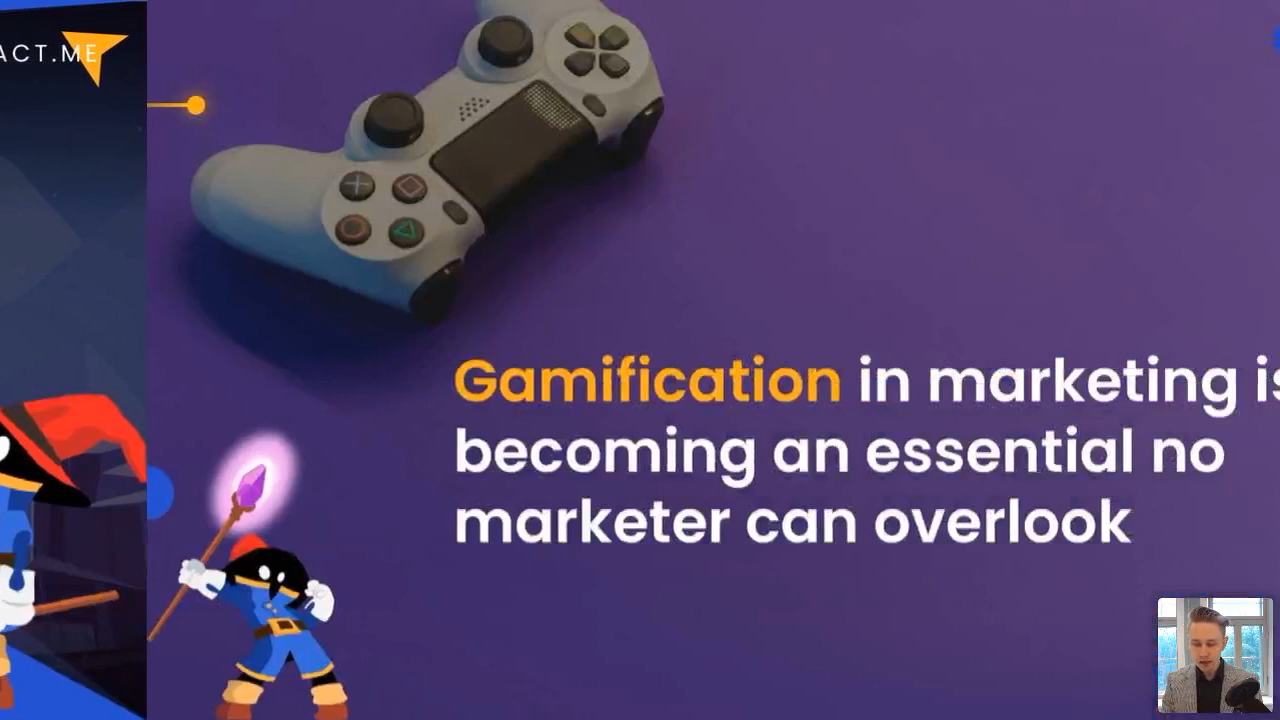 ACT.ME
Gamification in marketing is
becoming an essential no
marketer can overlook